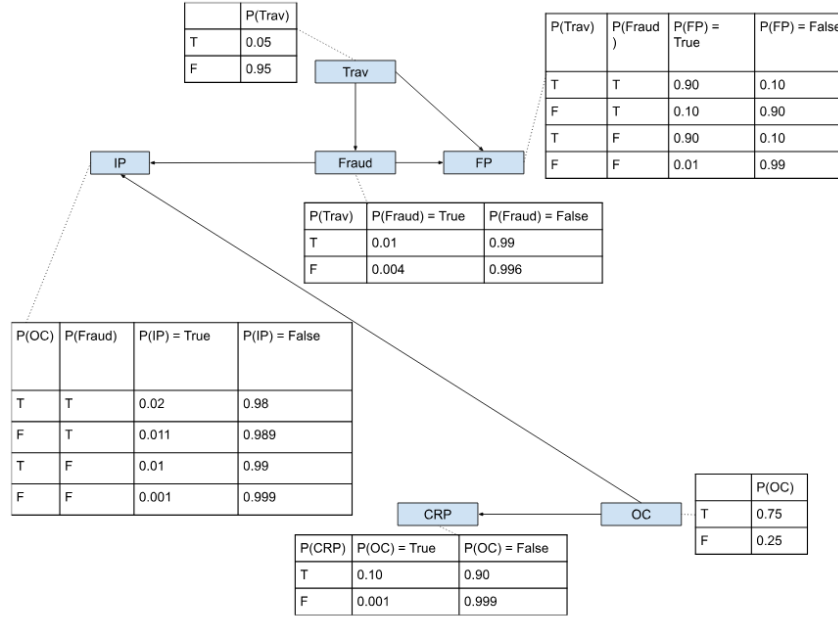 P(Trav)
T 0.05
F 0.95
Trav
P(Trav) P(Fraud P(FP) = P(FP) = False
) True
T T 0.90 0.10
F T 0.10 0.90
T F 0.90 0.10
F F 0.01 0.99
IP
Fraud
FP
P(Trav) P(Fraud) = True P(Fraud) = False
T 0.01 0.99
F 0.004 0.996
P(OC) P(Fraud) P(IP) = True P(IP) = False
T T 0.02 0.98
F T 0.011 0.989
T F 0.01 0.99
F F 0.001 0.999
CRP
OC
P(OC)
T 0.75
F 0.25
P(CRP) P(OC) = True P(OC) = False
T 0.10 0.90
F 0.001 0.999